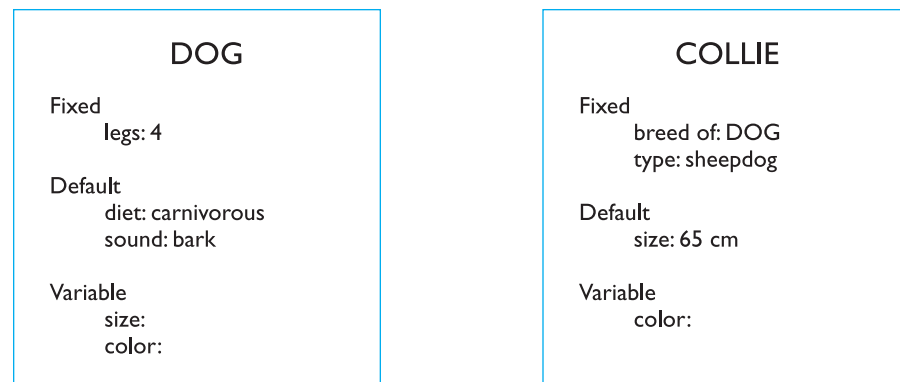 DOG
Fixed
legs: 4
Default
diet: carnivorous
sound: bark
Variable
size:
color:
COLLIE
Fixed
breed of: DOG
type: sheepdog
Default
size: 65 cm
Variable
color: